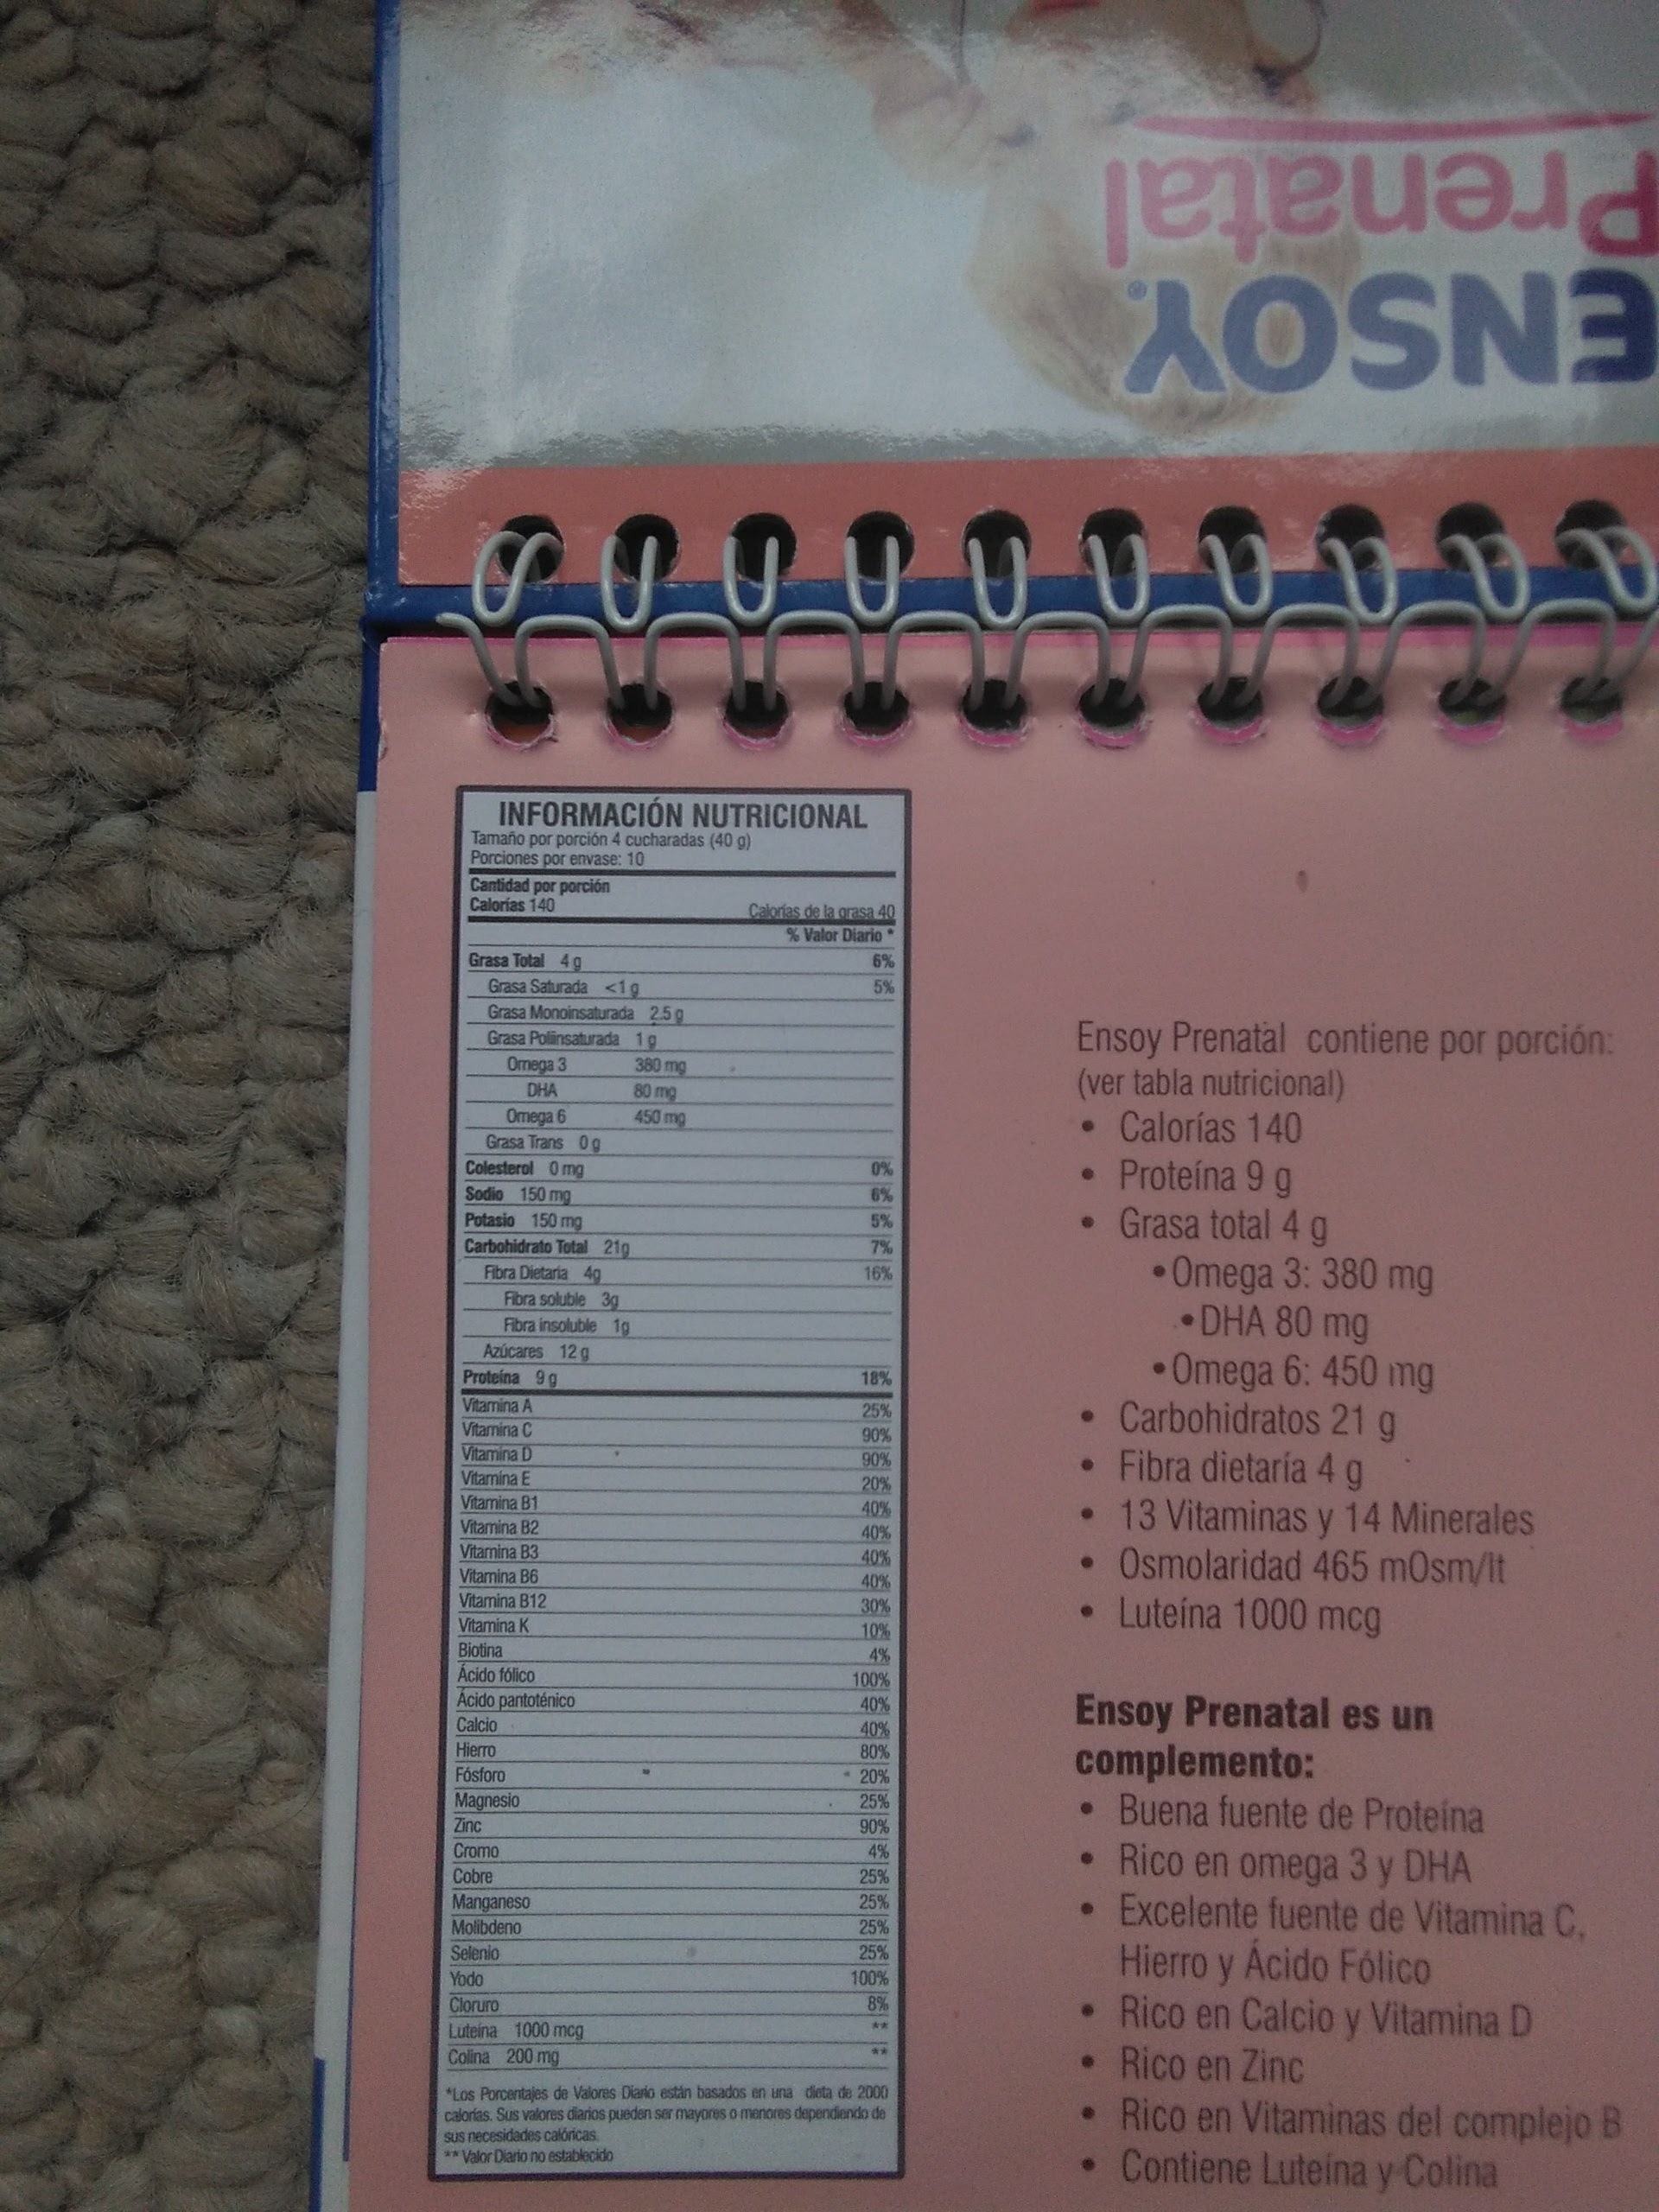 ENSOY®
Prenatal
INFORMACIÓN NUTRICIONAL
Tamaño por porción 4 cucharadas (40 g)
Porciones por envase: 10
Cantidad por porción
Calorías 140 Calorías de la grasa 40
% Valor Diario *
Grasa Total 4 g 6%
Grasa Saturada <1 g 5%
Grasa Monoinsaturada 2.5 g
Grasa Poliinsaturada 1 g
Omega 3 380 mg
DHA 80 mg
Omega 6 450 mg
Grasa Trans 0 g
Colesterol 0 mg 0%
Sodio 150 mg 6%
Potasio 150 mg 5%
Carbohidrato Total 21g 7%
Fibra Dietaria 4g 16%
Fibra soluble 3g
Fibra insoluble 1g
Azúcares 12 g
Proteína 9 g 18%
Vitamina A 25%
Vitamina C 90%
Vitamina D 90%
Vitamina E 20%
Vitamina B1 40%
Vitamina B2 40%
Vitamina B3 40%
Vitamina B6 40%
Vitamina B12 30%
Vitamina K 10%
Biotina 4%
Ácido fólico 100%
Ácido pantoténico 40%
Calcio 40%
Hierro 80%
Fósforo 20%
Magnesio 25%
Zinc 90%
Cromo 4%
Cobre 25%
Manganeso 25%
Molibdeno 25%
Selenio 25%
Yodo 100%
Cloruro 8%
Luteína 1000 mcg **
Colina 200 mg **
*Los Porcentajes de Valores Diario están basados en una dieta de 2000
calorías. Sus valores diarios pueden ser mayores o menores dependiendo de
sus necesidades calóricas.
** Valor Diario no establecido
Ensoy Prenatal contiene por porción:
(ver tabla nutricional)
• Calorías 140
• Proteína 9 g
• Grasa total 4 g
• Omega 3: 380 mg
• DHA 80 mg
• Omega 6: 450 mg
• Carbohidratos 21 g
• Fibra dietaría 4 g
• 13 Vitaminas y 14 Minerales
• Osmolaridad 465 mOsm/lt
• Luteína 1000 mcg
Ensoy Prenatal es un
complemento:
• Buena fuente de Proteína
• Rico en omega 3 y DHA
• Excelente fuente de Vitamina C,
Hierro y Ácido Fólico
• Rico en Calcio y Vitamina D
• Rico en Zinc
• Rico en Vitaminas del complejo B
• Contiene Luteína y Colina